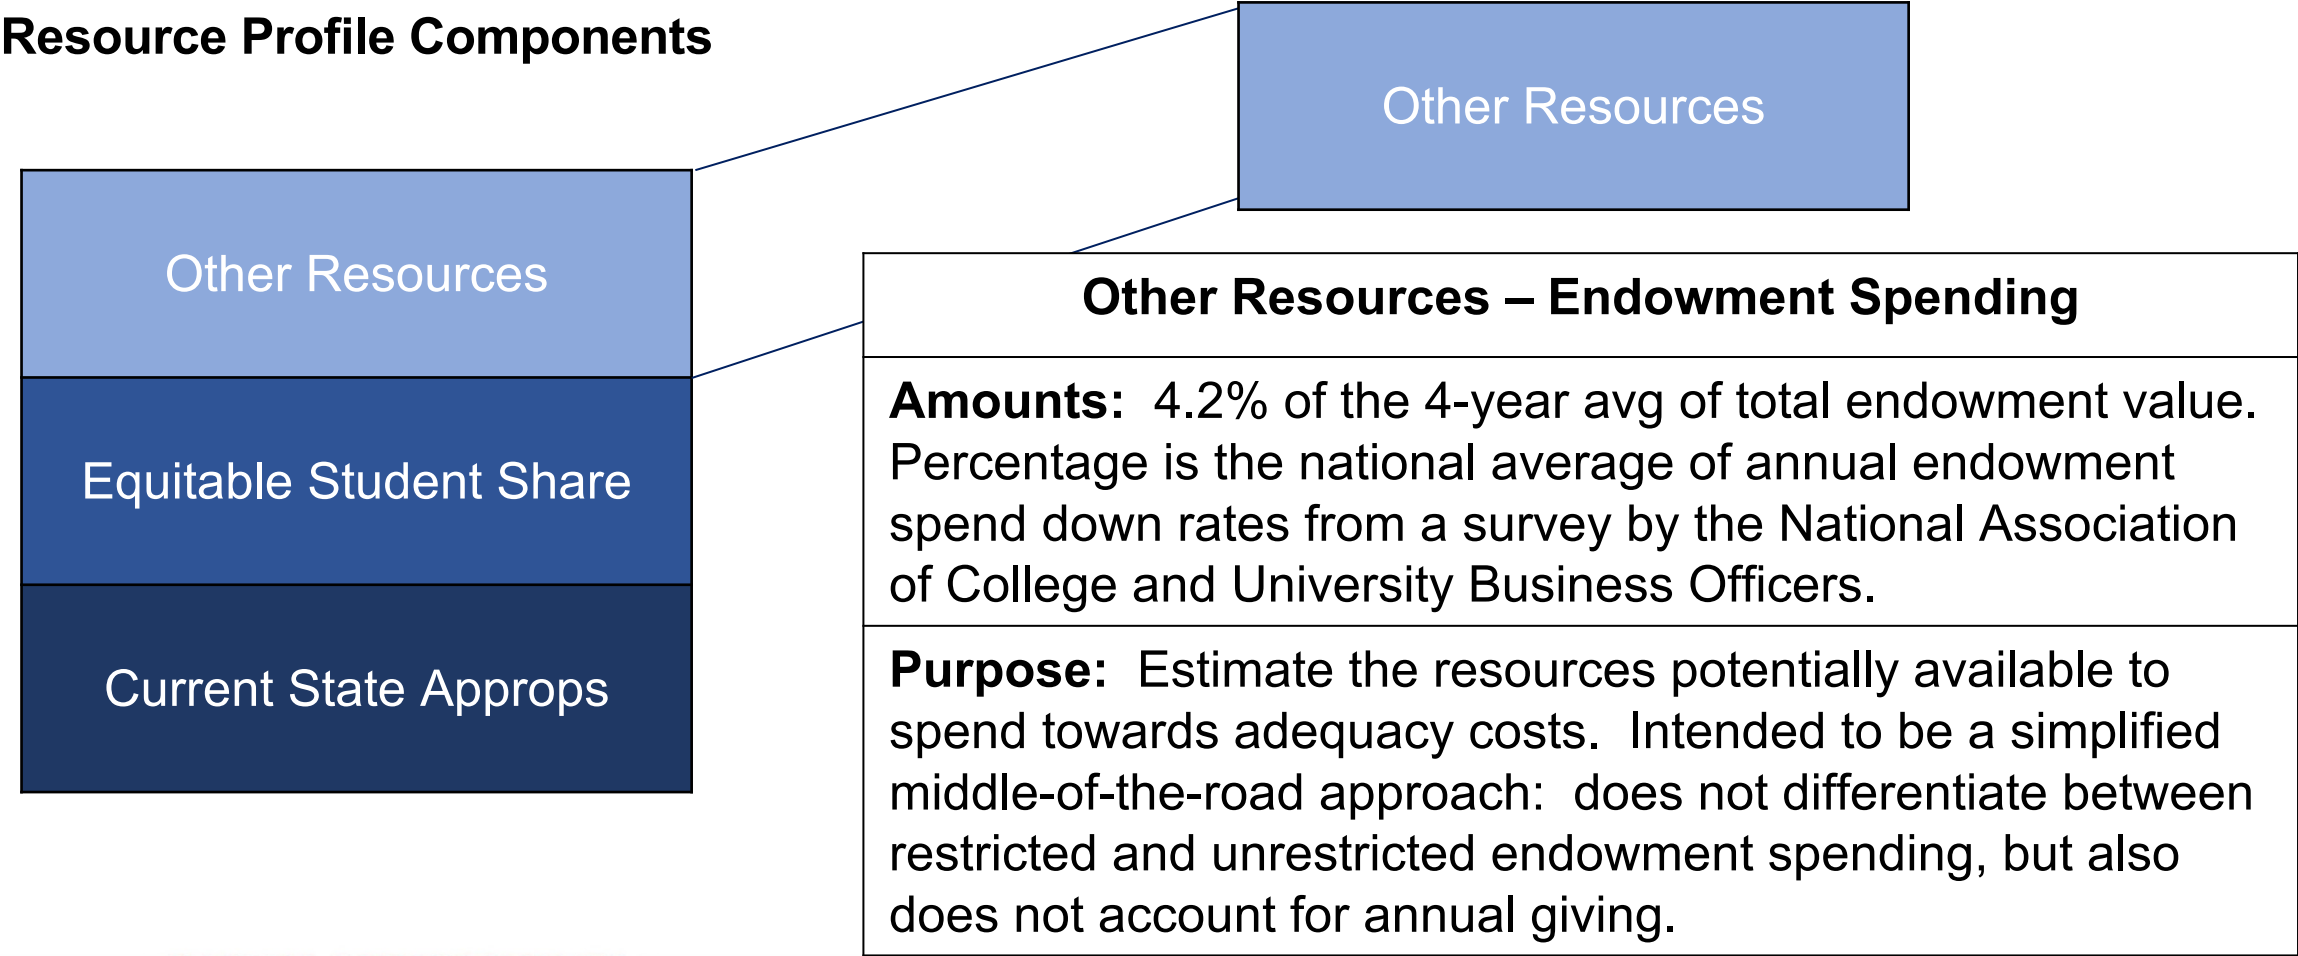 Resource Profile Components
Other Resources
Other Resources
Equitable Student Share
Current State Approps
Other Resources – Endowment Spending
Amounts:  4.2% of the 4-year avg of total endowment value.
Percentage is the national average of annual endowment
spend down rates from a survey by the National Association
of College and University Business Officers.
Purpose:  Estimate the resources potentially available to
spend towards adequacy costs.  Intended to be a simplified
middle-of-the-road approach:  does not differentiate between
restricted and unrestricted endowment spending, but also
does not account for annual giving.